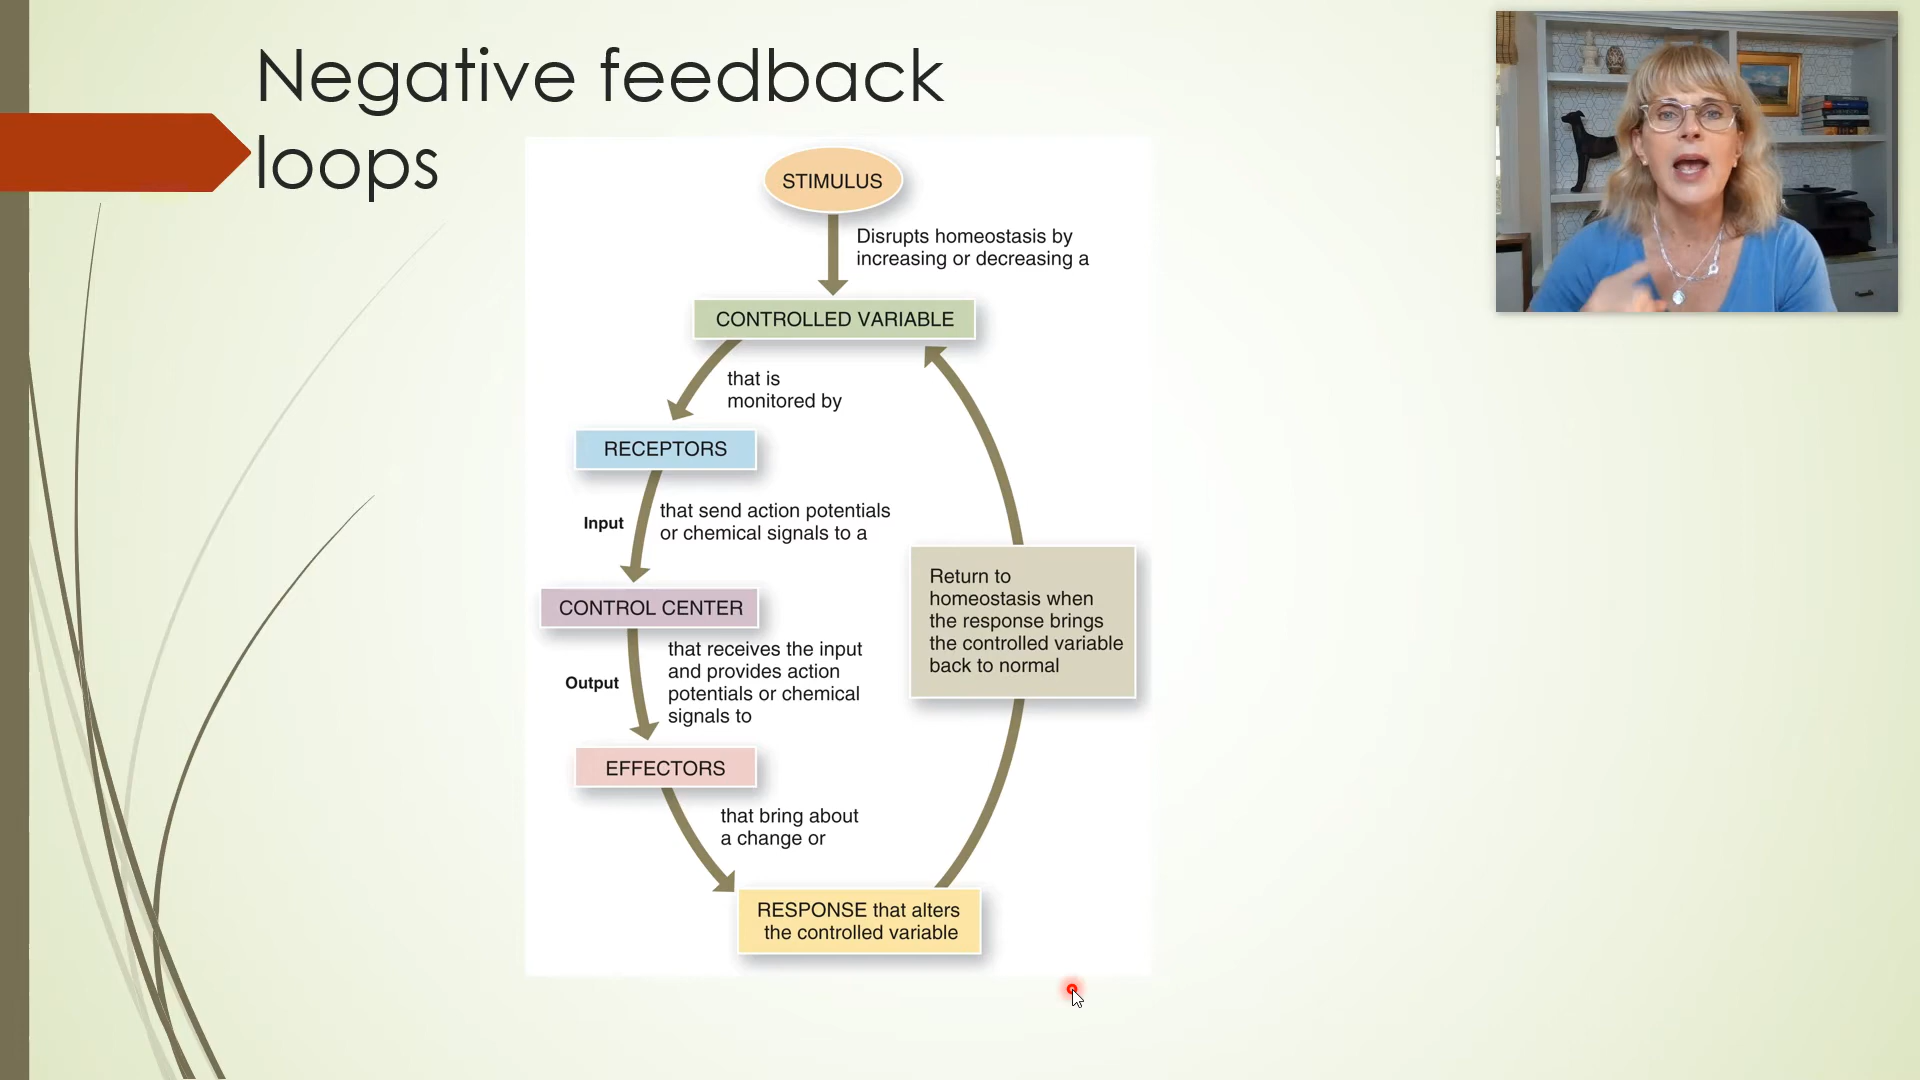 Negative feedback
loops
STIMULUS
Disrupts homeostasis by
increasing or decreasing a
CONTROLLED VARIABLE
that is
monitored by
RECEPTORS
Input
that send action potentials
or chemical signals to a
CONTROL CENTER
Output
that receives the input
and provides action
potentials or chemical
signals to
EFFECTORS
that bring about
a change or
RESPONSE that alters
the controlled variable
Return to
homeostasis when
the response brings
the controlled variable
back to normal